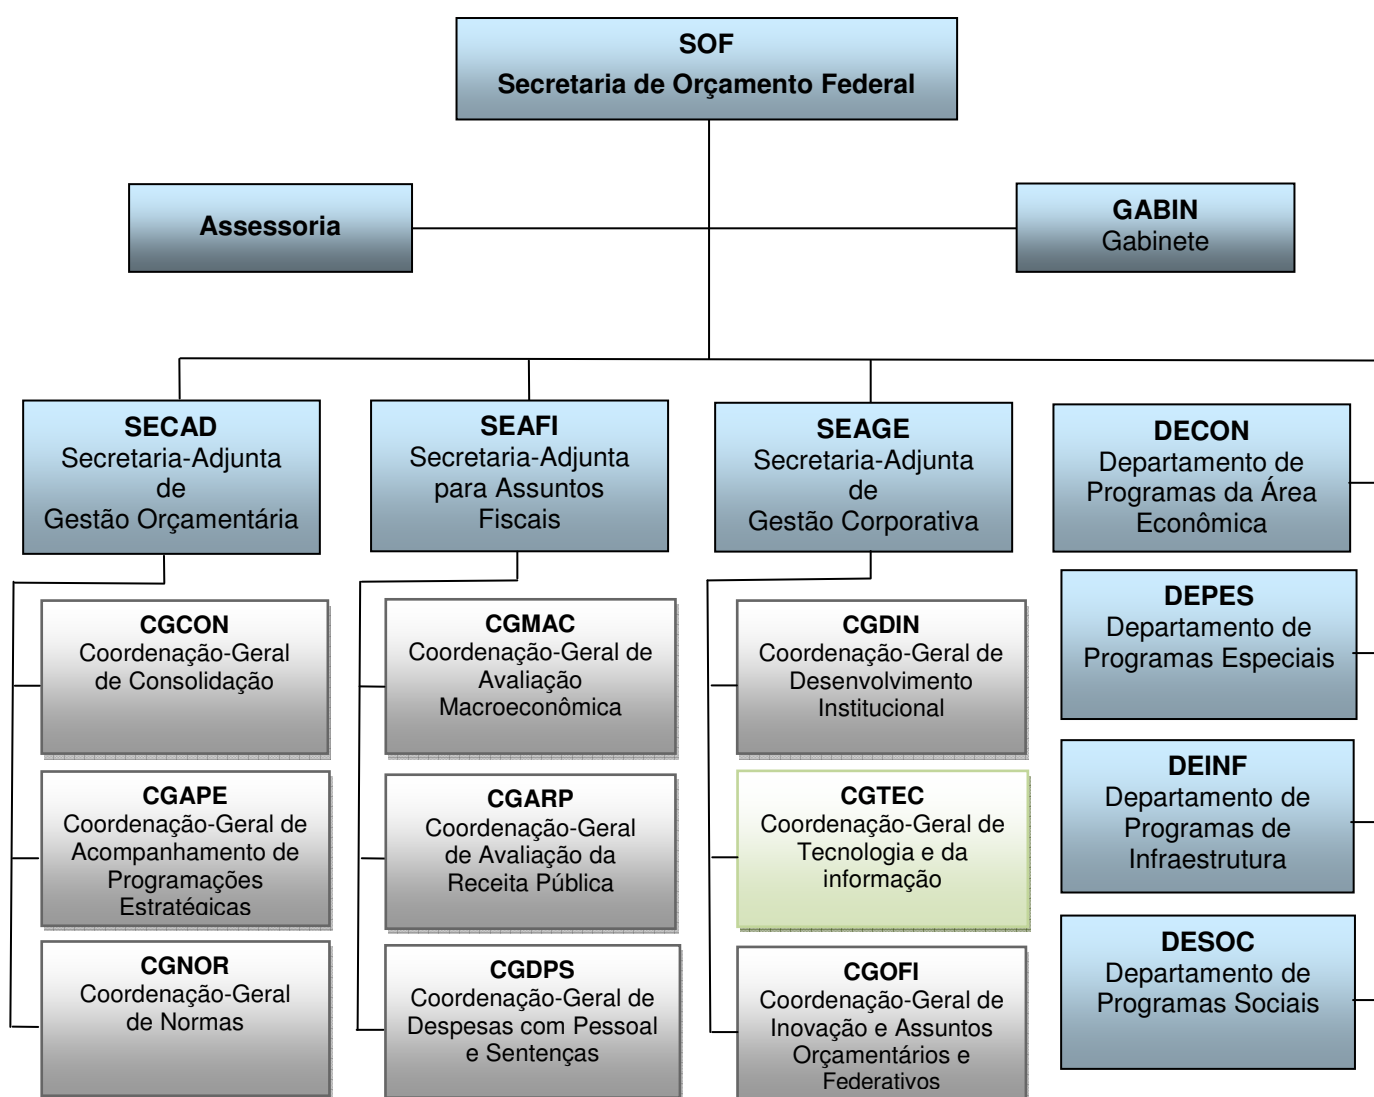 SOF
Secretaria de Orçamento Federal
Assessoria
GABIN
Gabinete
SECAD
Secretaria-Adjunta
de
Gestão Orçamentária
SEAFI
Secretaria-Adjunta
para Assuntos
Fiscais
SEAGE
Secretaria-Adjunta
de
Gestão Corporativa
DECON
Departamento de
Programas da Área
Econômica
CGCON
Coordenação-Geral
de Consolidação
CGMAC
Coordenação-Geral de
Avaliação
Macroeconômica
CGDIN
Coordenação-Geral de
Desenvolvimento
Institucional
DEPES
Departamento de
Programas Especiais
CGAPE
Coordenação-Geral de
Acompanhamento de
Programações
Estratégicas
CGARP
Coordenação-Geral
de Avaliação da
Receita Pública
CGTEC
Coordenação-Geral de
Tecnologia e da
informação
DEINF
Departamento de
Programas de
Infraestrutura
CGNOR
Coordenação-Geral
de Normas
CGDPS
Coordenação-Geral de
Despesas com Pessoal
e Sentenças
CGOFI
Coordenação-Geral de
Inovação e Assuntos
Orçamentários e
Federativos
DESOC
Departamento de
Programas Sociais